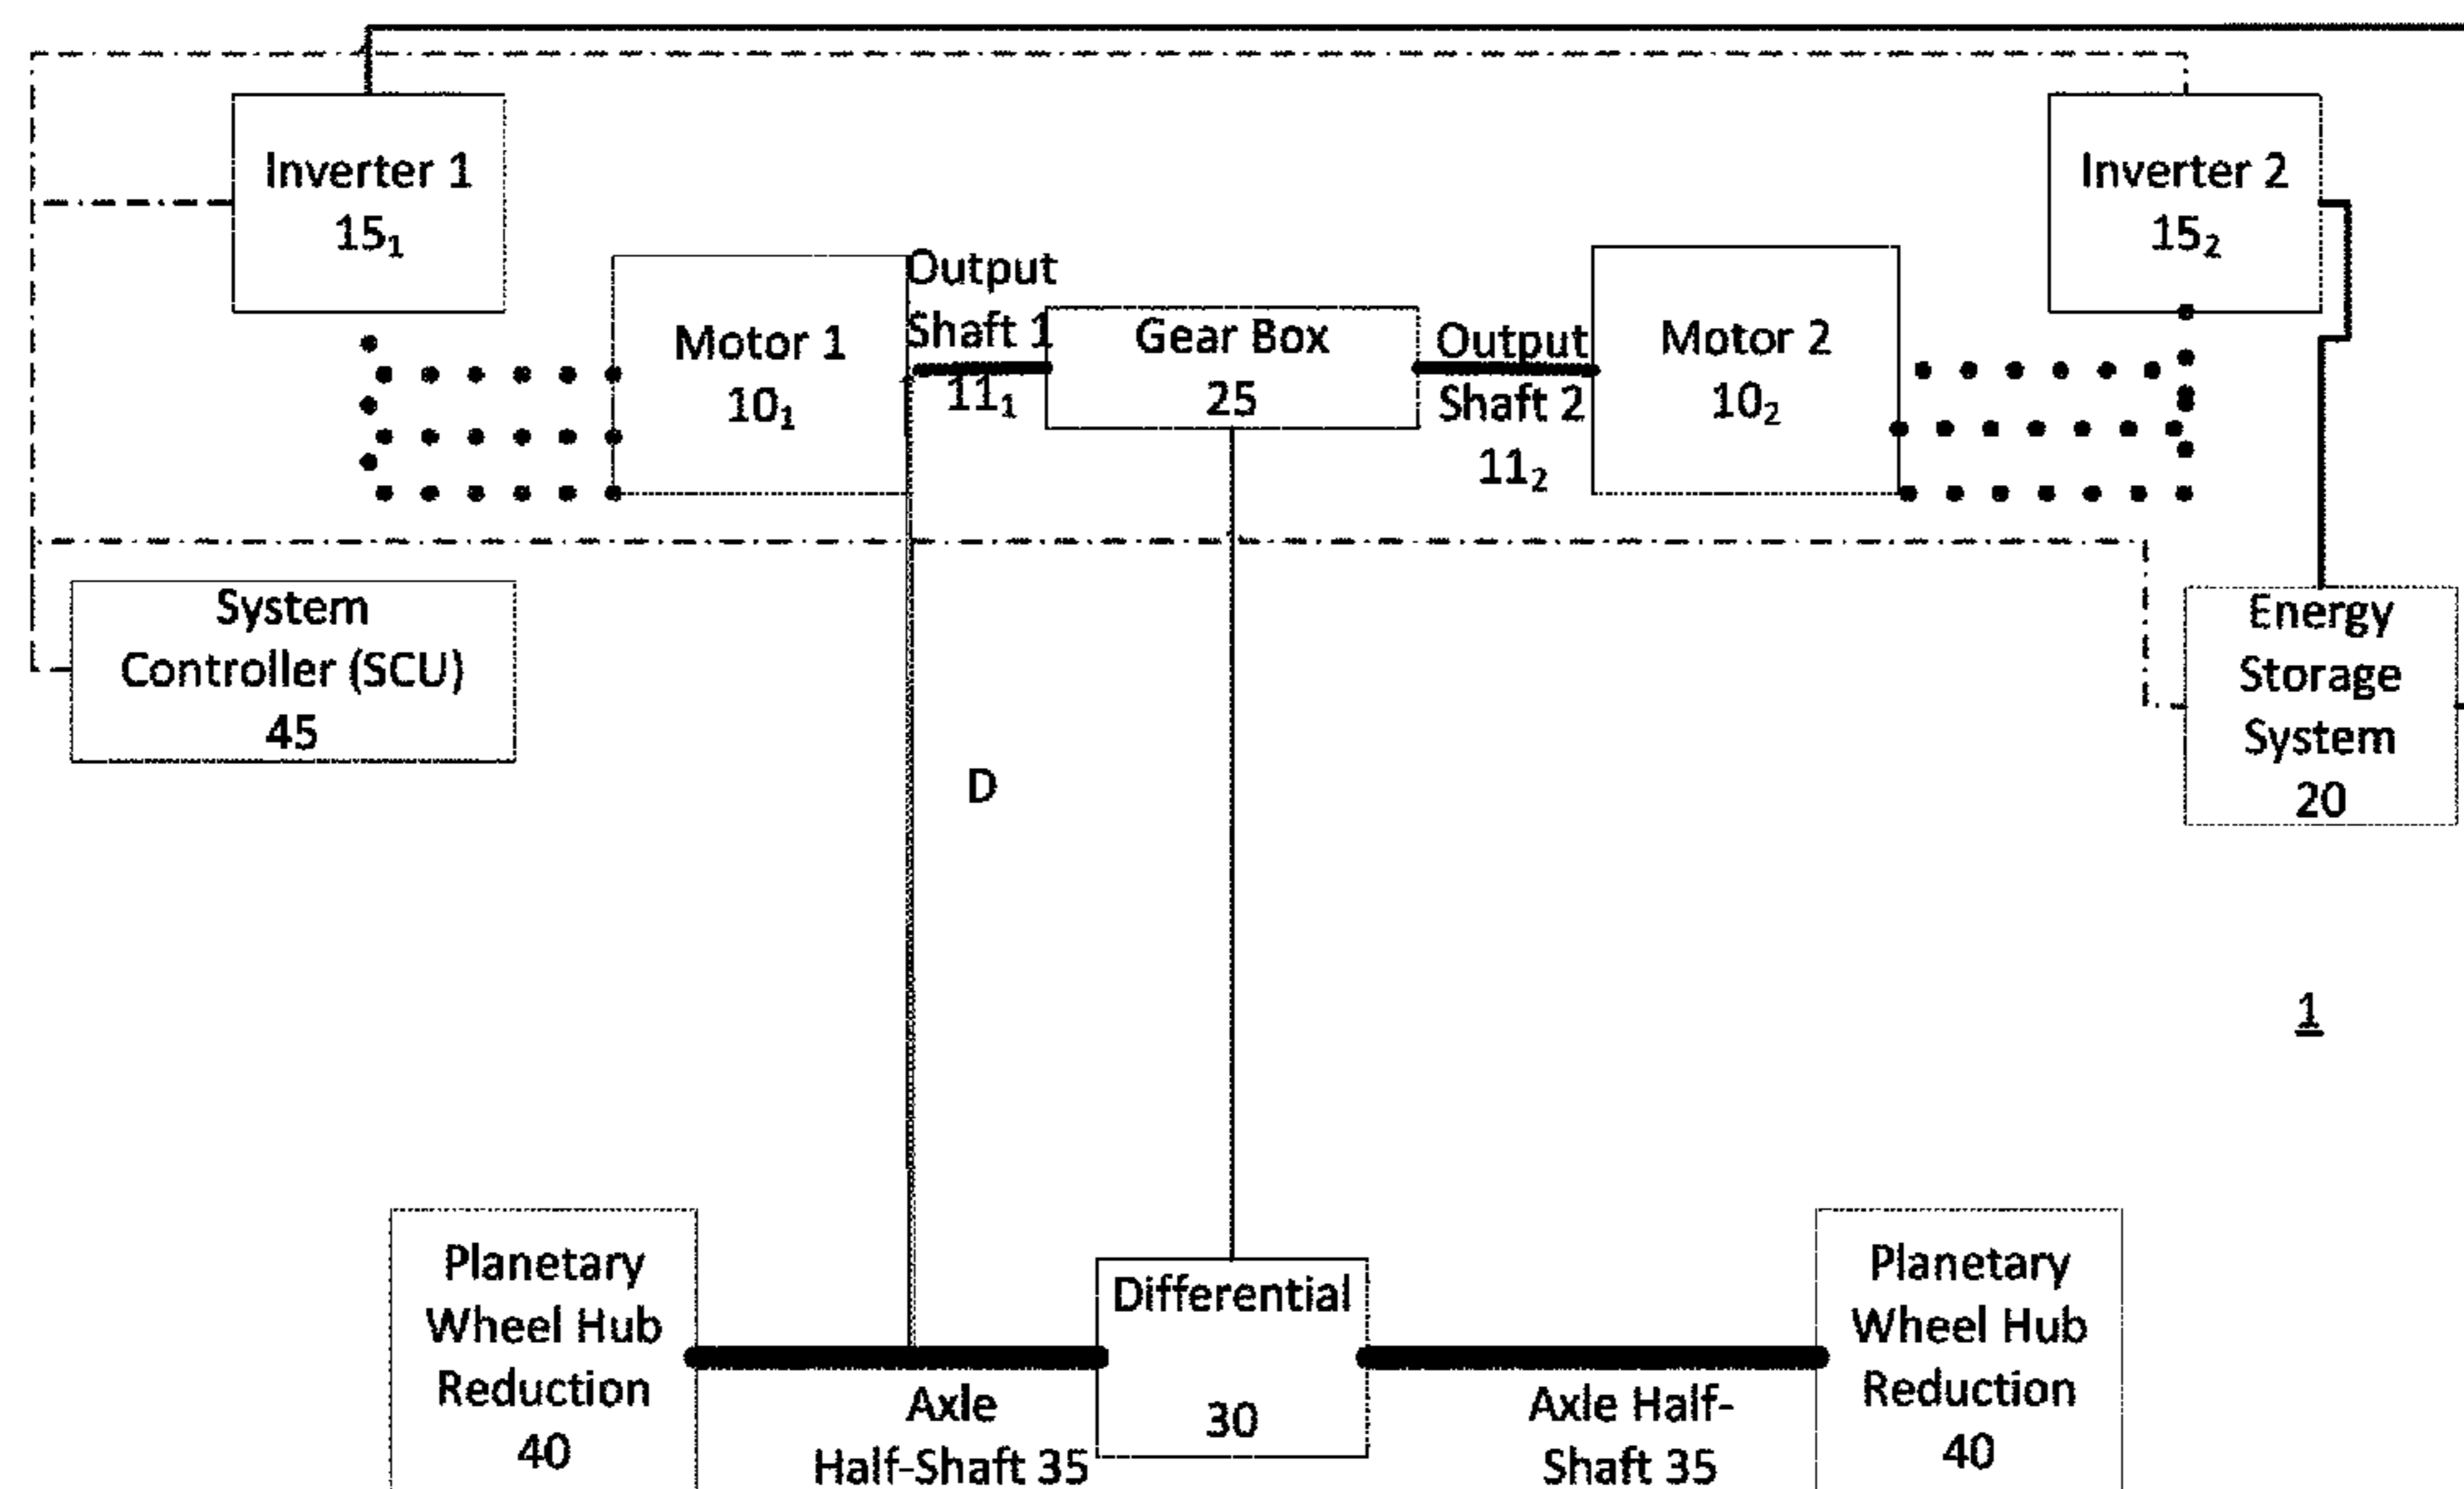 Inverter 1
15₁
Inverter 2
15₂
Motor 1
10₁
Output
Shaft 1
11₁
Gear Box
25
Output
Shaft 2
11₂
Motor 2
10₂
System
Controller (SCU)
45
D
Energy
Storage
System
20
1
Planetary
Wheel Hub
Reduction
40
Axle
Half-Shaft 35
Differential
30
Axle Half-
Shaft 35
Planetary
Wheel Hub
Reduction
40